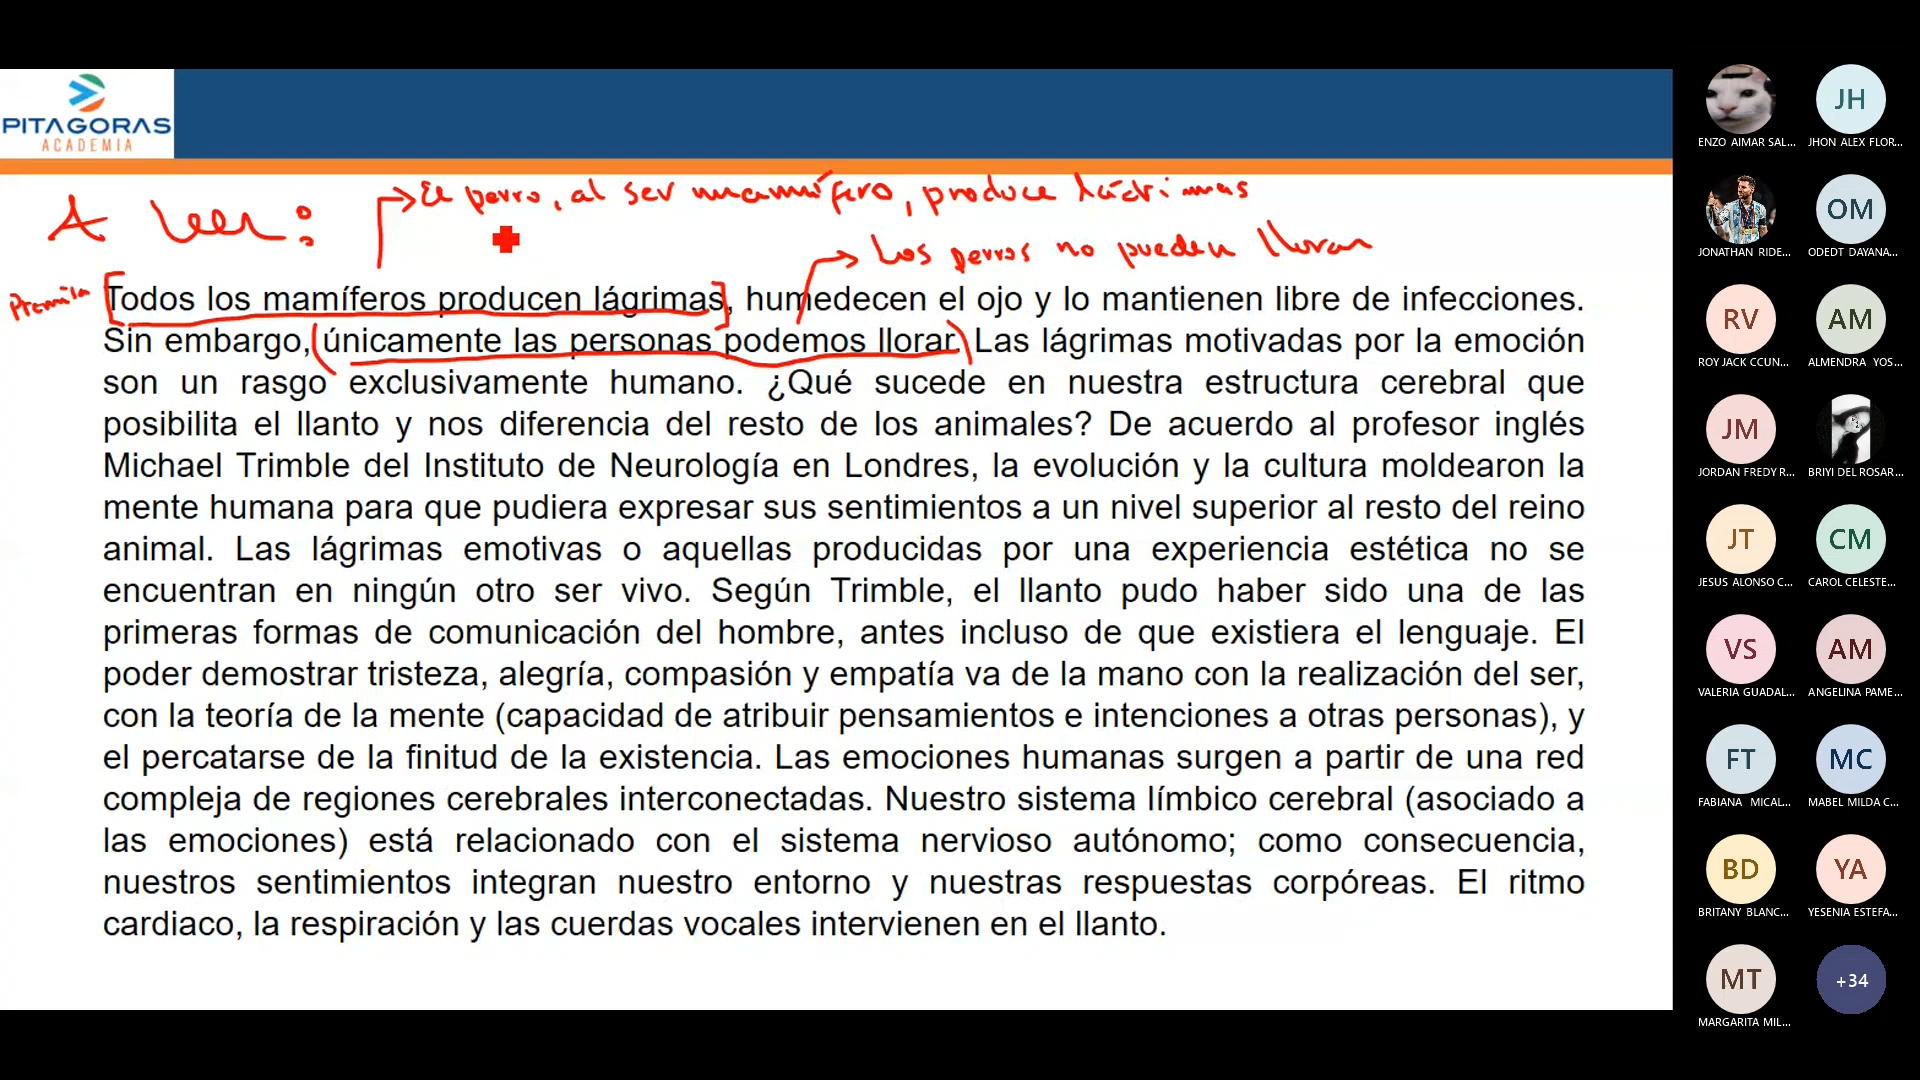 PITAGORAS
ACADEMIA
A leer:
El perro, al ser mamífero, produce lágrimas
Los perros no pueden llorar
Premisa
Todos los mamíferos producen lágrimas, humedecen el ojo y lo mantienen libre de infecciones.
Sin embargo, únicamente las personas podemos llorar. Las lágrimas motivadas por la emoción
son un rasgo exclusivamente humano. ¿Qué sucede en nuestra estructura cerebral que
posibilita el llanto y nos diferencia del resto de los animales? De acuerdo al profesor inglés
Michael Trimble del Instituto de Neurología en Londres, la evolución y la cultura moldearon la
mente humana para que pudiera expresar sus sentimientos a un nivel superior al resto del reino
animal. Las lágrimas emotivas o aquellas producidas por una experiencia estética no se
encuentran en ningún otro ser vivo. Según Trimble, el llanto pudo haber sido una de las
primeras formas de comunicación del hombre, antes incluso de que existiera el lenguaje. El
poder demostrar tristeza, alegría, compasión y empatía va de la mano con la realización del ser,
con la teoría de la mente (capacidad de atribuir pensamientos e intenciones a otras personas), y
el percatarse de la finitud de la existencia. Las emociones humanas surgen a partir de una red
compleja de regiones cerebrales interconectadas. Nuestro sistema límbico cerebral (asociado a
las emociones) está relacionado con el sistema nervioso autónomo; como consecuencia,
nuestros sentimientos integran nuestro entorno y nuestras respuestas corpóreas. El ritmo
cardiaco, la respiración y las cuerdas vocales intervienen en el llanto.
JH
ENZO AIMAR SAL... JHON ALEX FLOR...
OM
JONATHAN RIDE... ODEDT DAYANA...
RV AM
ROY JACK CCUN... ALMENDRA YOS...
JM
JORDAN FREDY R... BRIYI DEL ROSAR...
JT CM
JESUS ALONSO C... CAROL CELESTE...
VS AM
VALERIA GUADAL... ANGELINA PAME...
FT MC
FABIANA MICAL... MABEL MILDA C...
BD YA
BRITANY BLANC... YESENIA ESTEFA...
MT +34
MARGARITA MIL...